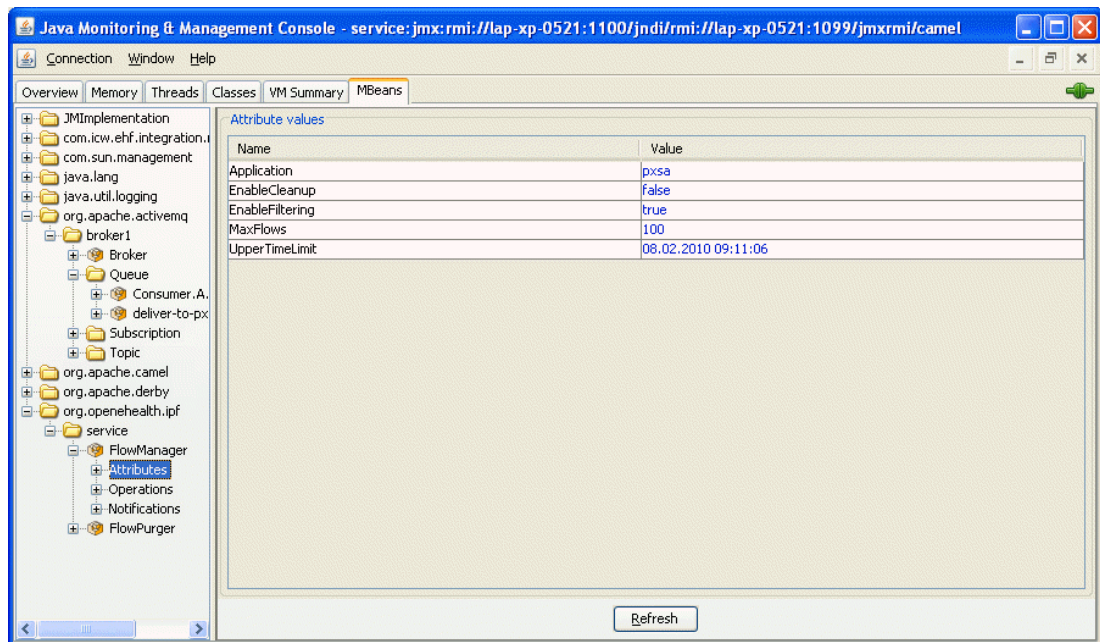 Java Monitoring & Management Console - service:jmx:rmi://lap-xp-0521:1100/jndi/rmi://lap-xp-0521:1099/jmxrmi/camel
Connection Window Help
Overview Memory Threads Classes VM Summary MBeans
JMImplementation
com.icw.ehf.integration.
com.sun.management
java.lang
java.util.logging
org.apache.activemq
broker1
Broker
Queue
Consumer.A.
deliver-to-px
Subscription
Topic
org.apache.camel
org.apache.derby
org.openehealth.ipf
service
FlowManager
Attributes
Operations
Notifications
FlowPurger
Attribute values
Name Value
Application pxsa
EnableCleanup false
EnableFiltering true
MaxFlows 100
UpperTimeLimit 08.02.2010 09:11:06
Refresh